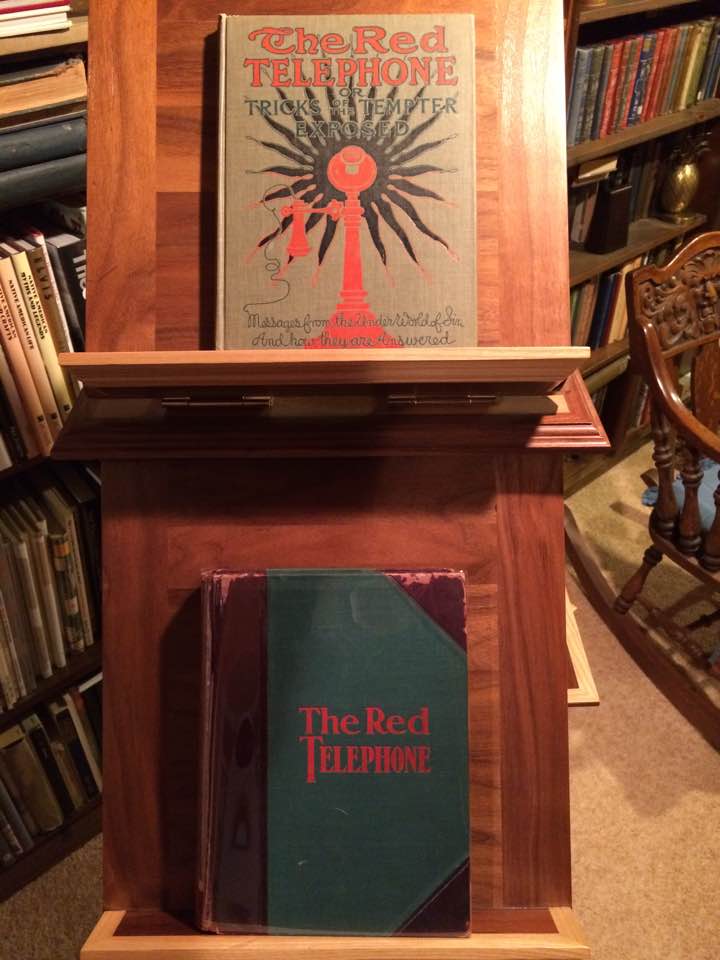 The Red
TELEPHONE
OR
TRICKS OF THE TEMPTER
EXPOSED
Messages from the Under World of Sin
And how they are Answered
The Red
TELEPHONE
ELVIS